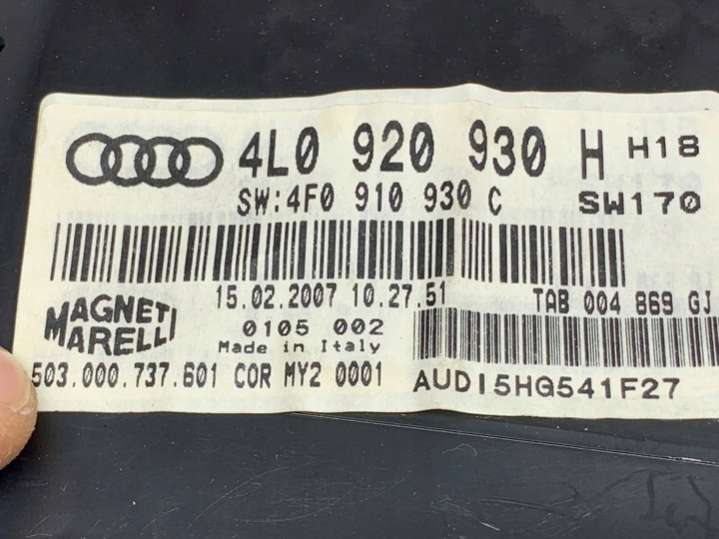 4L0 920 930 H H18
SW:4F0 910 930 C SW170
15.02.2007 10.27.51 TAB 004 869 GJ
MAGNETI MARELLI
0105 002
Made in Italy
503.000.737.601 COR MY2 0001
AUDI5HG541F27